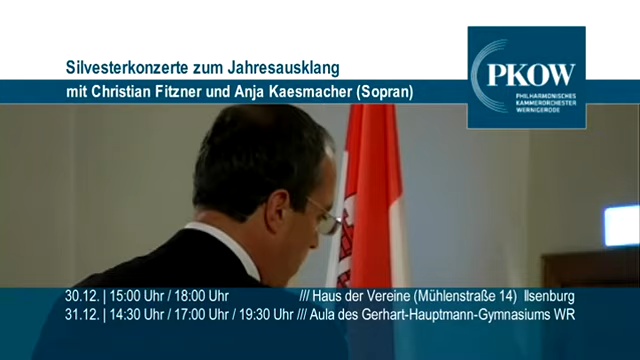 Silvesterkonzerte zum Jahresausklang
mit Christian Fitzner und Anja Kaesmacher (Sopran)
PKOW
PHILHARMONISCHES
KAMMERORCHESTER
WERNIGERODE
30.12. | 15:00 Uhr / 18:00 Uhr /// Haus der Vereine (Mühlenstraße 14) Ilsenburg
31.12. | 14:30 Uhr / 17:00 Uhr / 19:30 Uhr /// Aula des Gerhart-Hauptmann-Gymnasiums WR